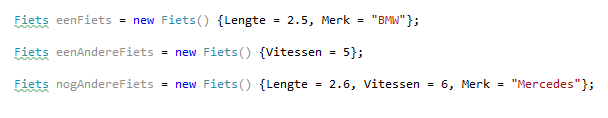 Fiets eenFiets = new Fiets() {Lengte = 2.5, Merk = "BMW"};
Fiets eenAndereFiets = new Fiets() {Vitessen = 5};
Fiets nogAndereFiets = new Fiets() {Lengte = 2.6, Vitessen = 6, Merk = "Mercedes"};